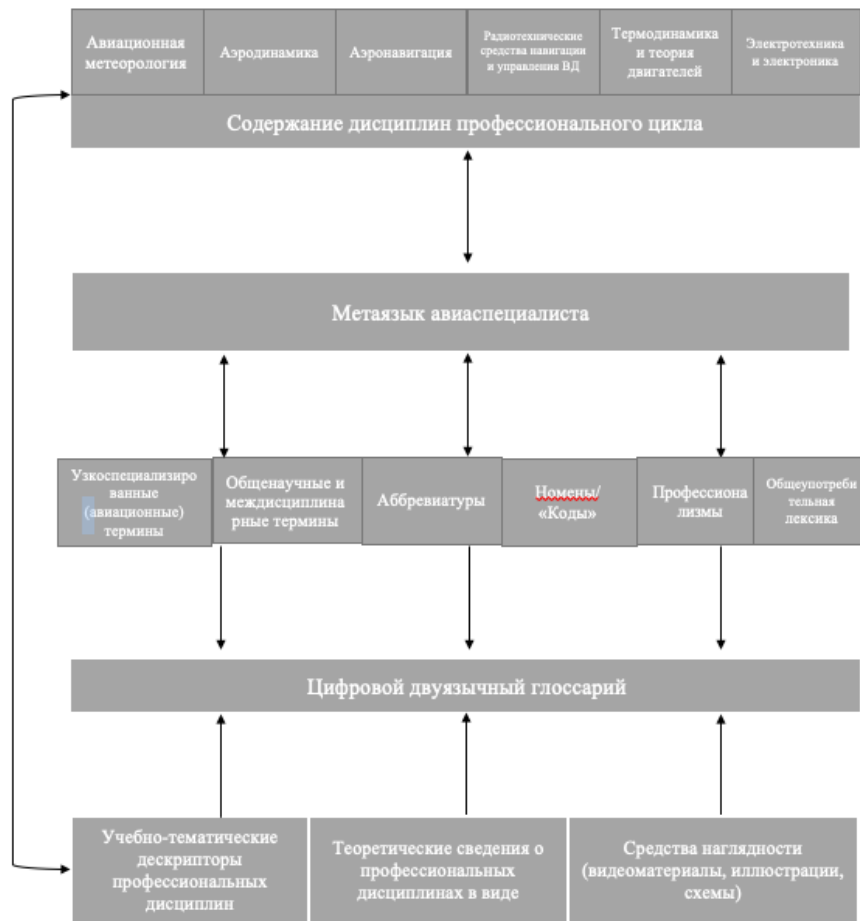 Авиационная
метеорология
Аэродинамика
Аэронавигация
Радиотехнические
средства навигации
и управления ВД
Термодинамика
и теория
двигателей
Электротехника
и электроника
Содержание дисциплин профессионального цикла
Метаязык авиаспециалиста
Узкоспециализиро
ванные
(авиационные)
термины
Общенаучные и
междисциплина
рные термины
Аббревиатуры
Номены/
«Коды»
Профессиона
лизмы
Общеупотреби
тельная
лексика
Цифровой двуязычный глоссарий
Учебно-тематические
дескрипторы
профессиональных
дисциплин
Теоретические сведения о
профессиональных
дисциплинах в виде
Средства наглядности
(видеоматериалы, иллюстрации,
схемы)